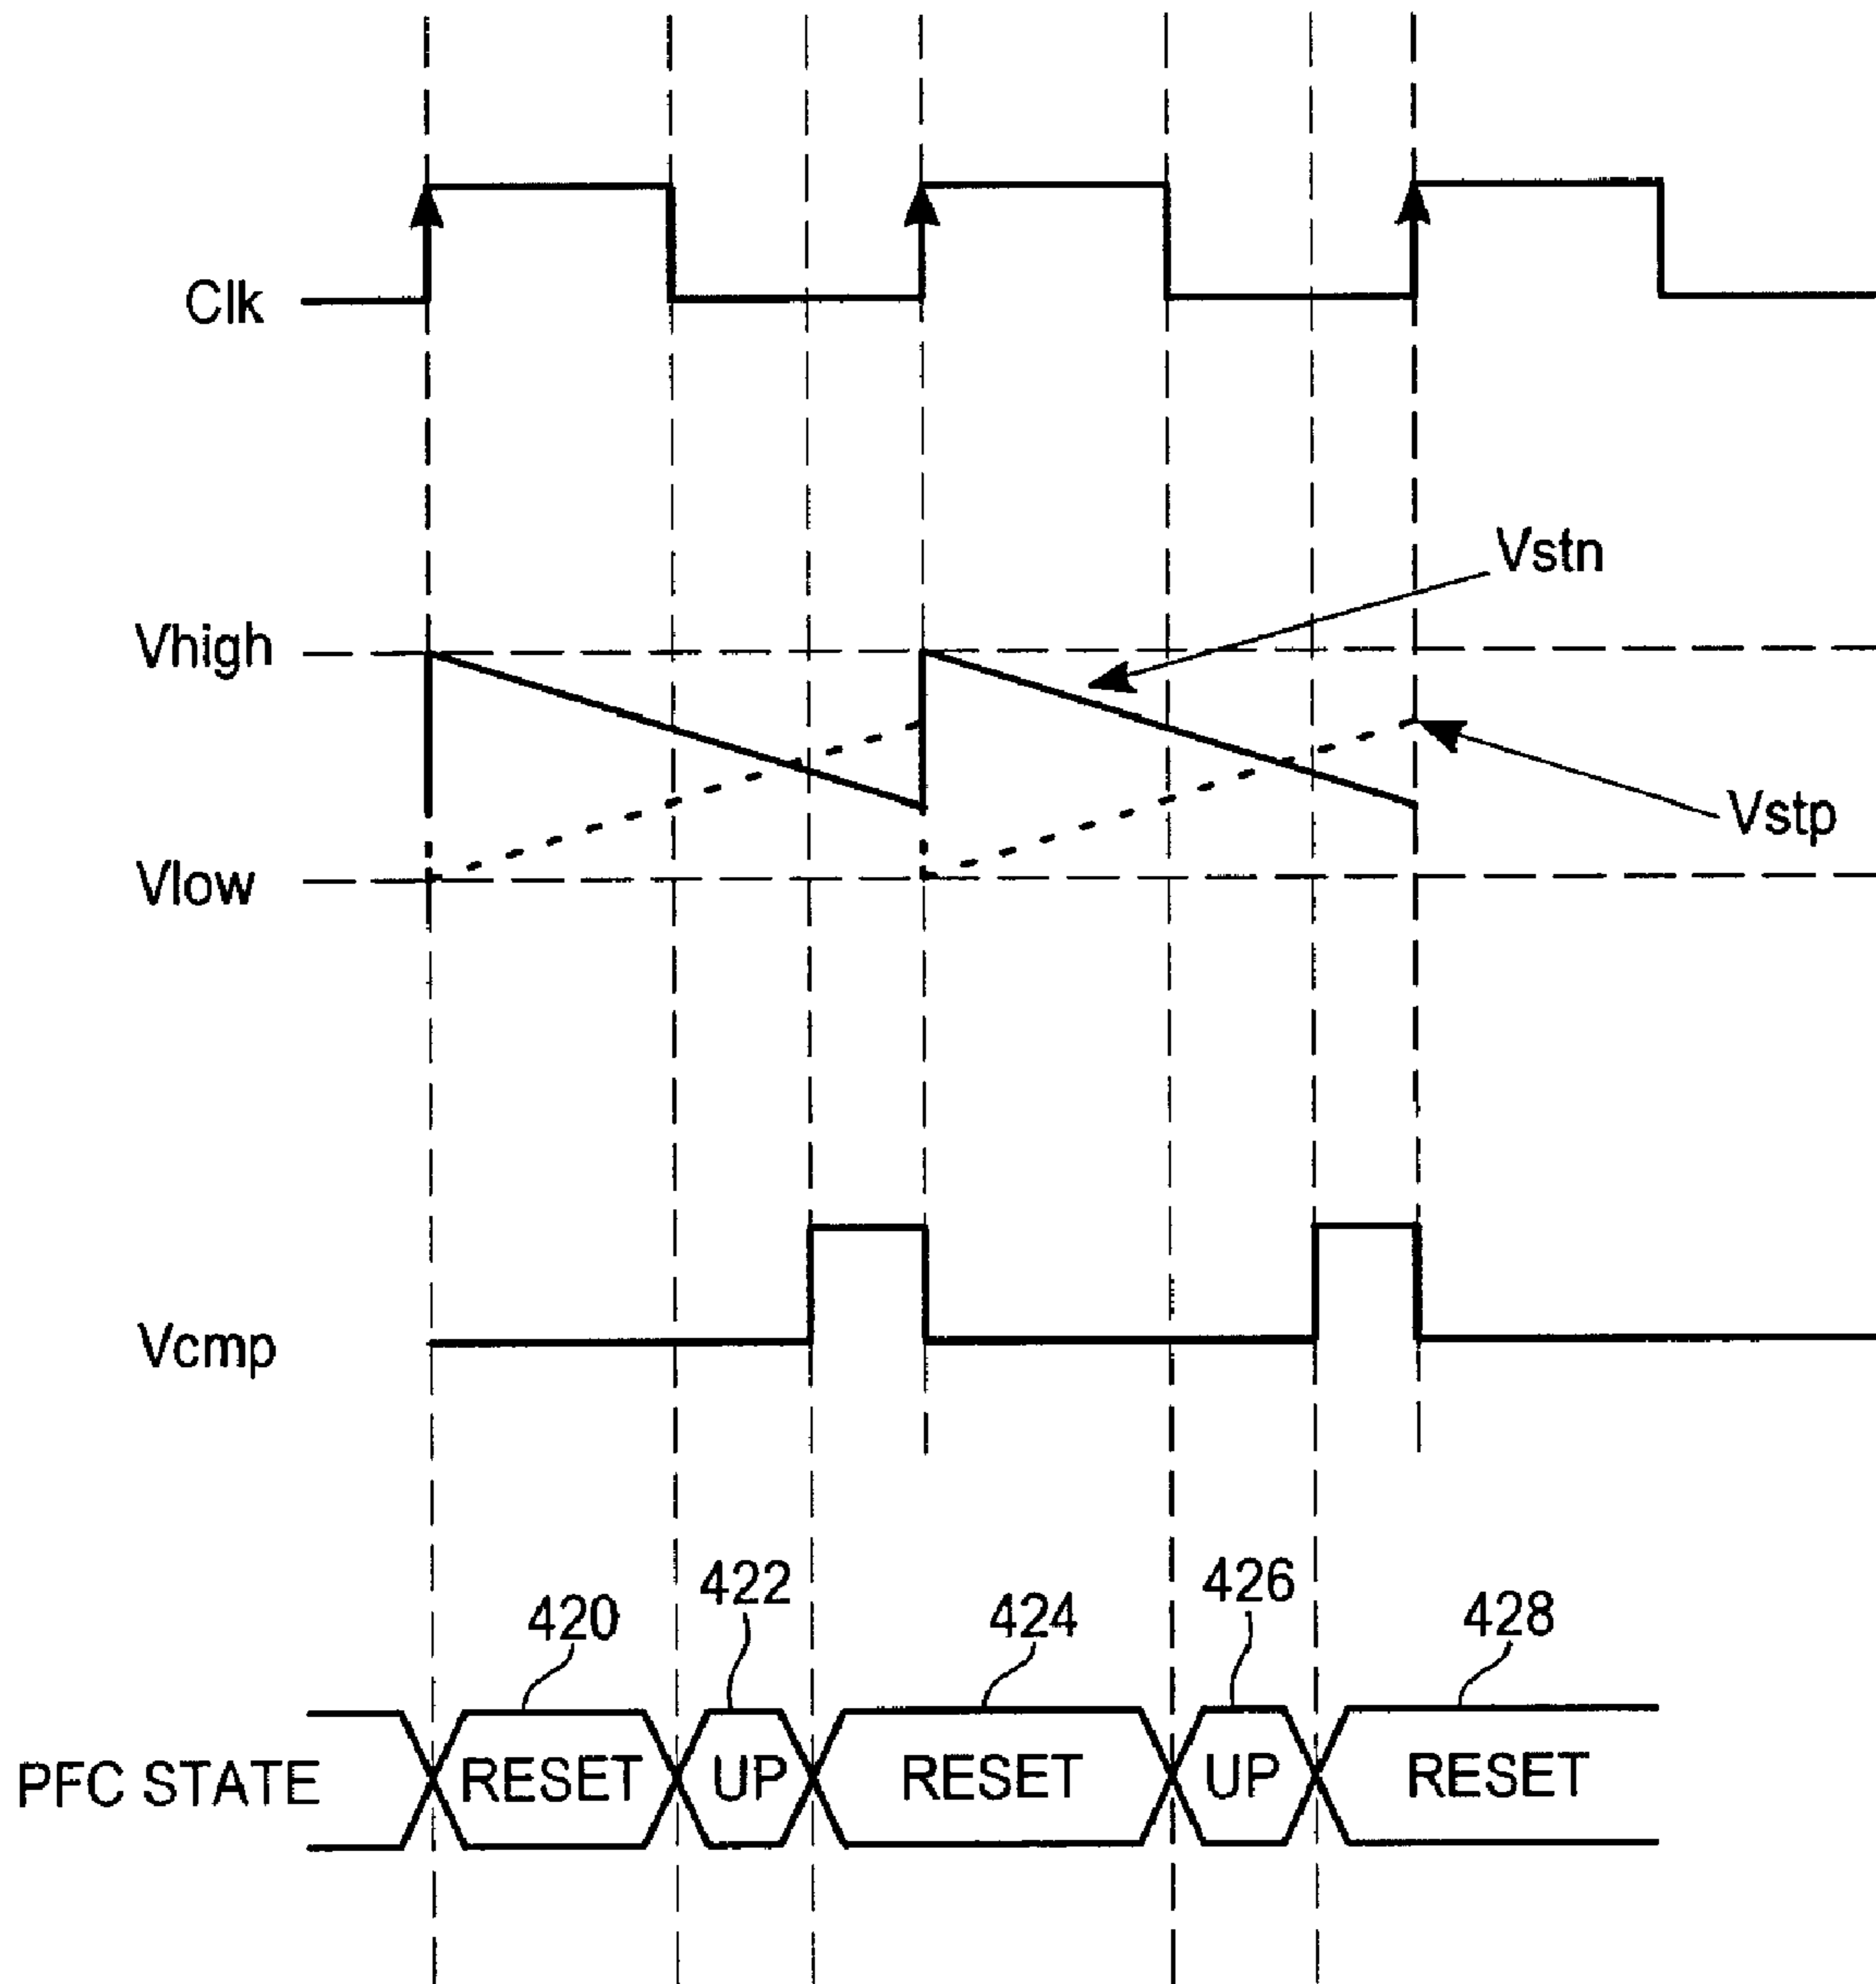 Clk
Vstn
Vhigh
Vstp
Vlow
Vcmp
422
426
420
424
428
PFC STATE
RESET
UP
RESET
UP
RESET